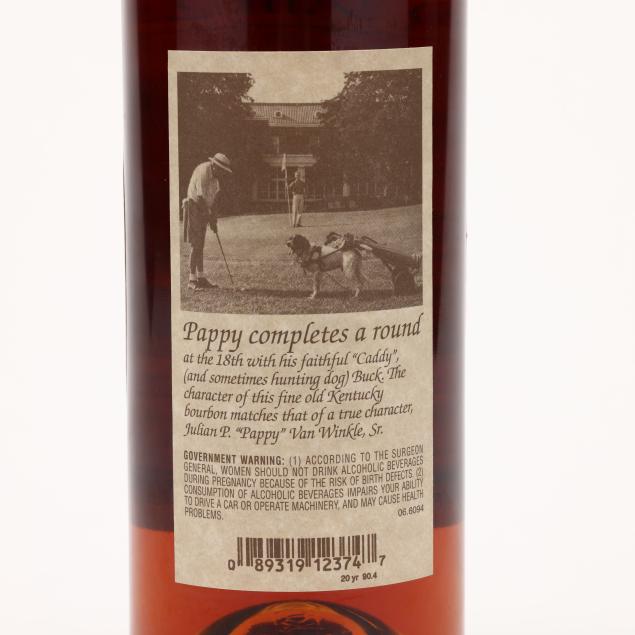 Pappy completes a round
at the 18th with his faithful "Caddy",
(and sometimes hunting dog) Buck. The
character of this fine old Kentucky
bourbon matches that of a true character,
Julian P. "Pappy" Van Winkle, Sr.
GOVERNMENT WARNING: (1) ACCORDING TO THE SURGEON
GENERAL, WOMEN SHOULD NOT DRINK ALCOHOLIC BEVERAGES
DURING PREGNANCY BECAUSE OF THE RISK OF BIRTH DEFECTS. (2)
CONSUMPTION OF ALCOHOLIC BEVERAGES IMPAIRS YOUR ABILITY
TO DRIVE A CAR OR OPERATE MACHINERY, AND MAY CAUSE HEALTH
PROBLEMS.
06.6094
0 89319 12374 7
20 yr 90.4